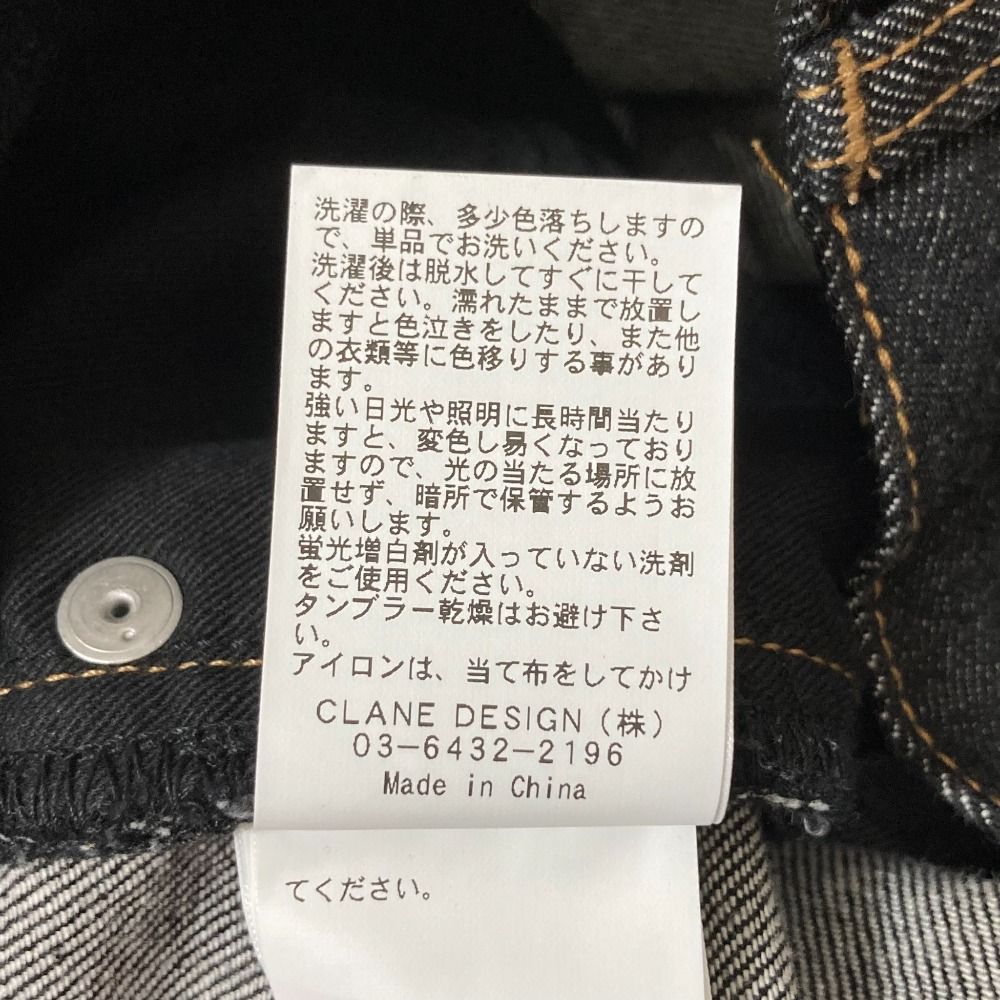 洗濯の際、多少色落ちしますの
で、単品でお洗いください。
洗濯後は脱水してすぐに干して
ください。濡れたままで放置し
ますと色泣きをしたり、また他
の衣類等に色移りする事があり
ます。
強い日光や照明に長時間当たり
ますと、変色し易くなっており
ますので、光の当たる場所に放
置せず、暗所で保管するようお
願いします。
蛍光増白剤が入っていない洗剤
をご使用ください。
タンブラー乾燥はお避け下さ
い。
アイロンは、当て布をしてかけ
CLANE DESIGN（株）
03-6432-2196
Made in China
てください。